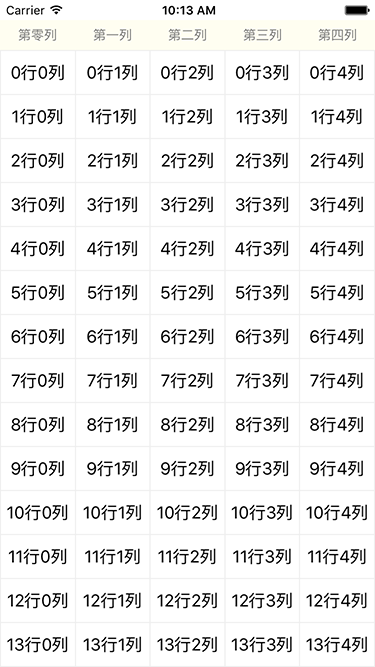 Carrier 10:13 AM
第零列 第一列 第二列 第三列 第四列
0行0列 0行1列 0行2列 0行3列 0行4列
1行0列 1行1列 1行2列 1行3列 1行4列
2行0列 2行1列 2行2列 2行3列 2行4列
3行0列 3行1列 3行2列 3行3列 3行4列
4行0列 4行1列 4行2列 4行3列 4行4列
5行0列 5行1列 5行2列 5行3列 5行4列
6行0列 6行1列 6行2列 6行3列 6行4列
7行0列 7行1列 7行2列 7行3列 7行4列
8行0列 8行1列 8行2列 8行3列 8行4列
9行0列 9行1列 9行2列 9行3列 9行4列
10行0列 10行1列 10行2列 10行3列 10行4列
11行0列 11行1列 11行2列 11行3列 11行4列
12行0列 12行1列 12行2列 12行3列 12行4列
13行0列 13行1列 13行2列 13行3列 13行4列